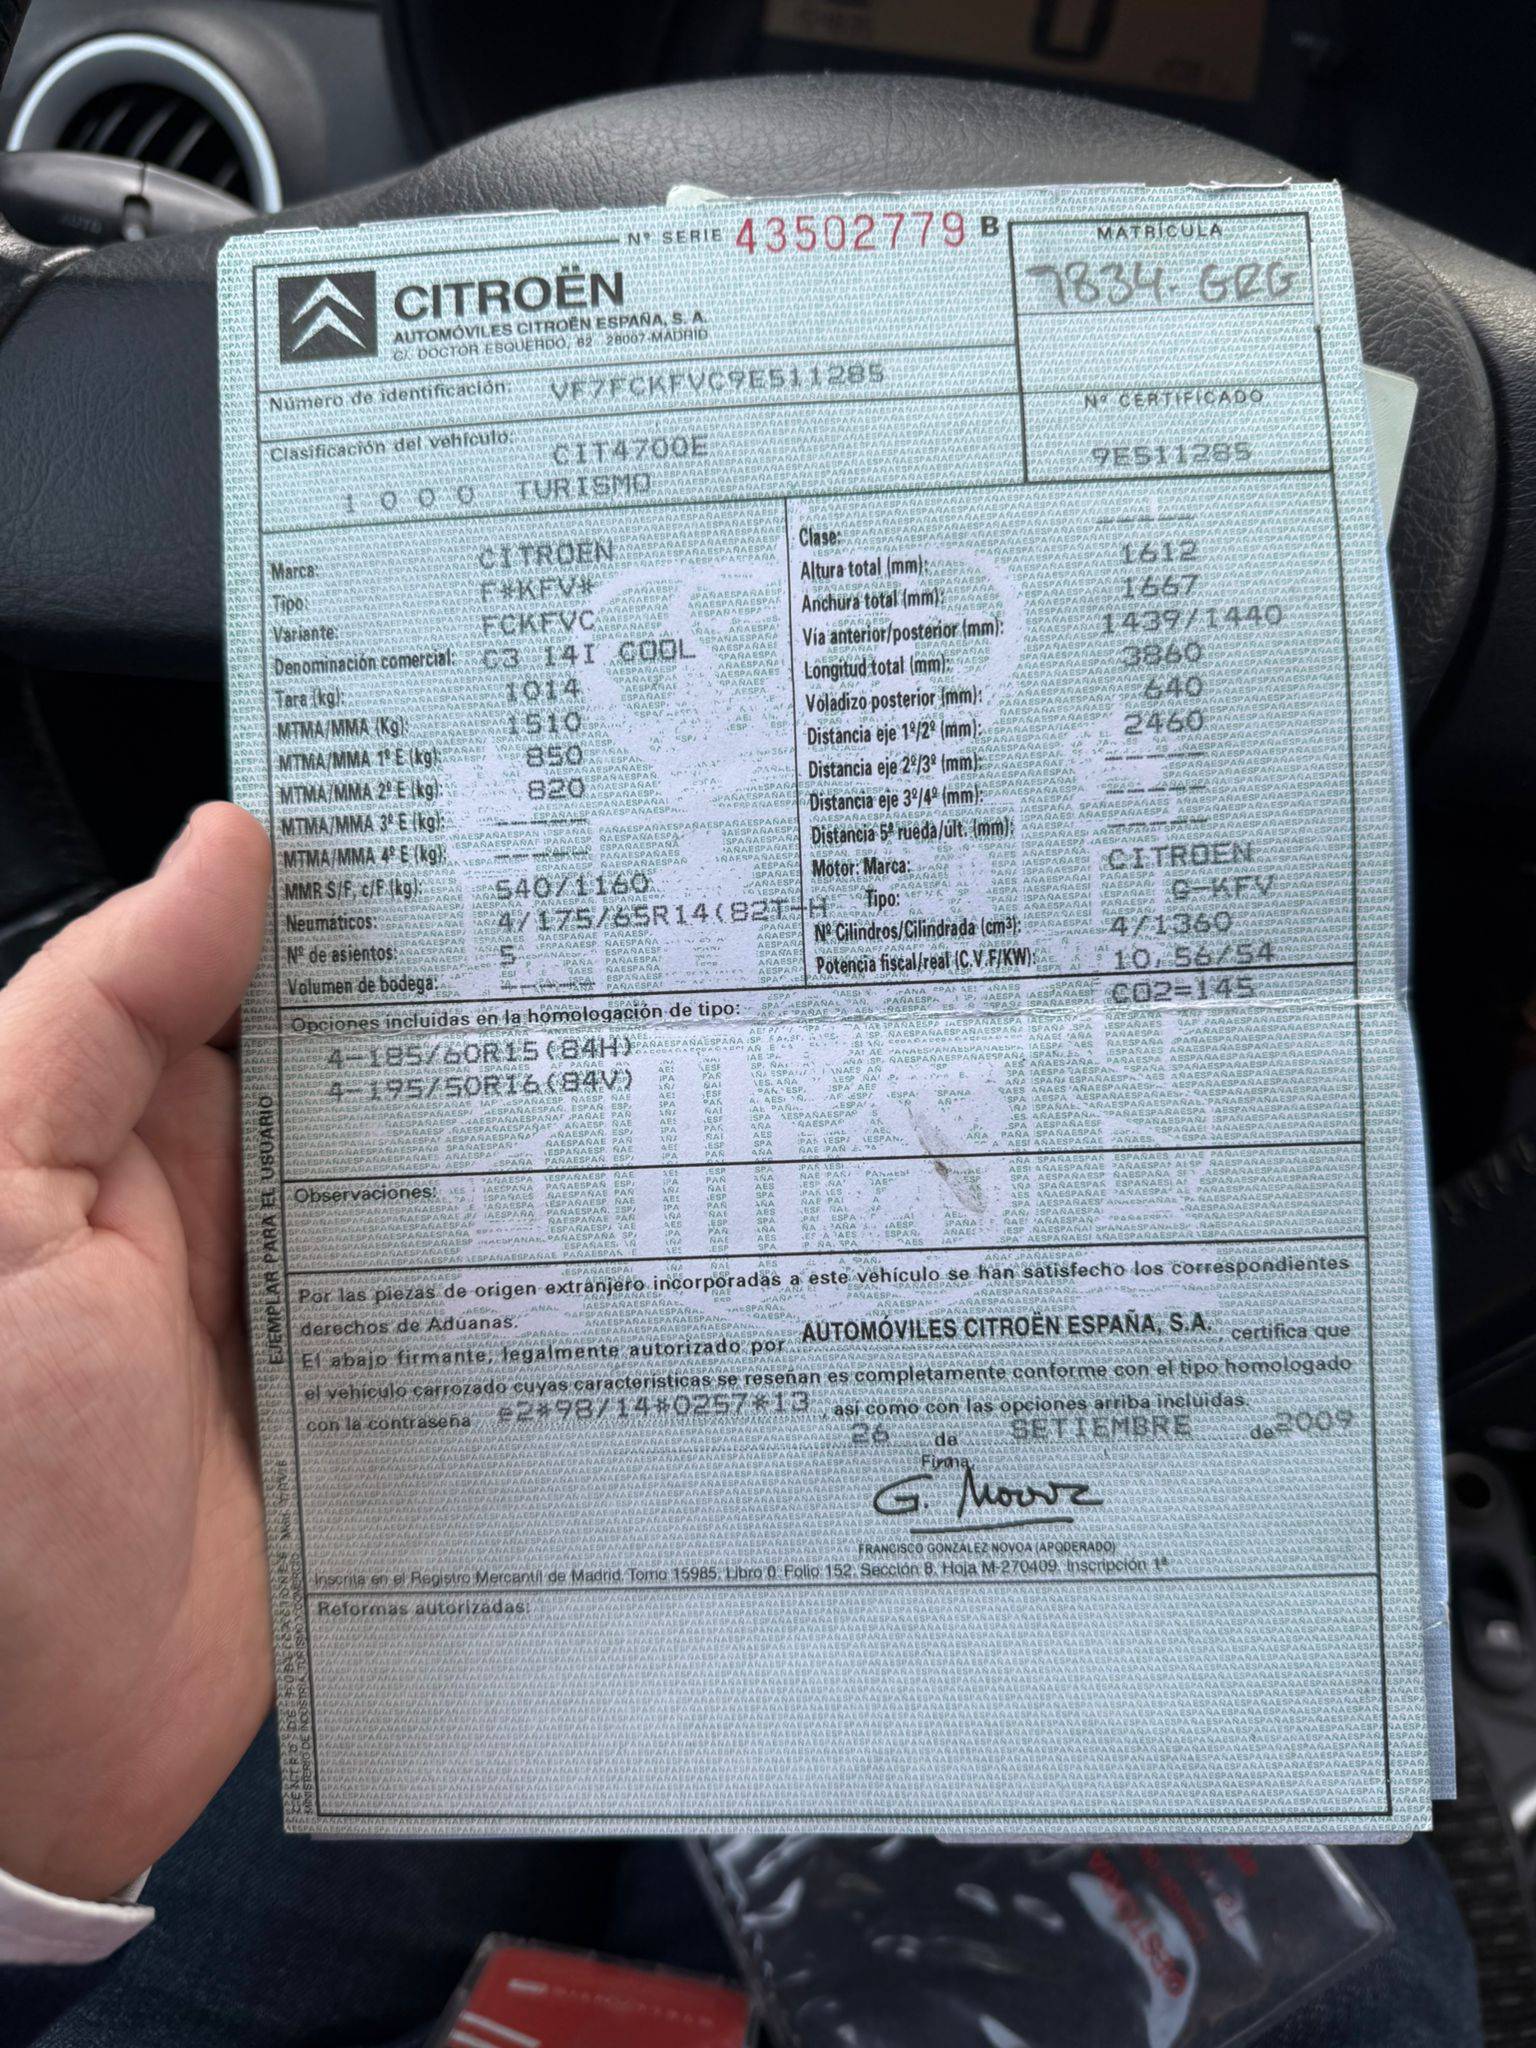 Nº SERIE 43502779 B
MATRÍCULA
7834. GRG
CITROËN
AUTOMÓVILES CITROËN ESPAÑA, S. A.
C/. DOCTOR ESQUERDO, 62 28007-MADRID
Número de identificación: VF7FCKFVC9E511285
Nº CERTIFICADO
9E511285
Clasificación del vehículo: CIT4700E
1 0 0 0 TURISMO
Marca: CITROEN
Tipo: F*KFV*
Variante: FCKFVC
Denominación comercial: C3 14I COOL
Tara (kg): 1014
MTMA/MMA (Kg): 1510
MTMA/MMA 1º E (kg): 850
MTMA/MMA 2º E (kg): 820
MTMA/MMA 3º E (kg): -----
MTMA/MMA 4º E (kg): -----
MMR S/F, c/F (kg): 540/1160
Neumáticos: 4/175/65R14(82T-H
Nº de asientos: 5
Volumen de bodega: -----
Clase: -----
Altura total (mm): 1612
Anchura total (mm): 1667
Vía anterior/posterior (mm): 1439/1440
Longitud total (mm): 3860
Voladizo posterior (mm): 640
Distancia eje 1º/2º (mm): 2460
Distancia eje 2º/3º (mm): -----
Distancia eje 3º/4º (mm): -----
Distancia 5ª rueda/últ. (mm): -----
Motor: Marca: CITROEN
Tipo: G-KFV
Nº Cilindros/Cilindrada (cm³): 4/1360
Potencia fiscal/real (C.V.F/KW): 10,56/54
CO2=145
Opciones incluidas en la homologación de tipo:
4-185/60R15(84H)
4-195/50R16(84V)
Observaciones:
Por las piezas de origen extranjero incorporadas a este vehículo se han satisfecho los correspondientes
derechos de Aduanas.
El abajo firmante, legalmente autorizado por AUTOMÓVILES CITROËN ESPAÑA, S.A., certifica que
el vehículo carrozado cuyas características se reseñan es completamente conforme con el tipo homologado
con la contraseña e2*98/14*0257*13, así como con las opciones arriba incluidas.
26 de SETIEMBRE de 2009
Firma,
G. Novoa
FRANCISCO GONZÁLEZ NOVOA (APODERADO)
Inscrita en el Registro Mercantil de Madrid, Tomo 15985, Libro 0, Folio 152, Sección 8, Hoja M-270409, Inscripción 1ª
Reformas autorizadas:
EJEMPLAR PARA EL USUARIO
AUTO